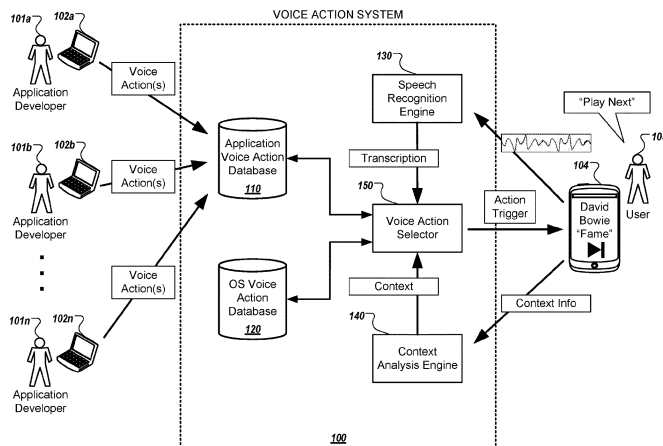 VOICE ACTION SYSTEM
101a
102a
Voice
Action(s)
Application
Developer
101b
102b
Voice
Action(s)
Application
Developer
101n
102n
Voice
Action(s)
Application
Developer
Application
Voice Action
Database
110
OS Voice
Action
Database
120
130
Speech
Recognition
Engine
Transcription
150
Voice Action
Selector
Context
140
Context
Analysis Engine
100
Action
Trigger
Context Info
"Play Next"
104
David
Bowie
"Fame"
User